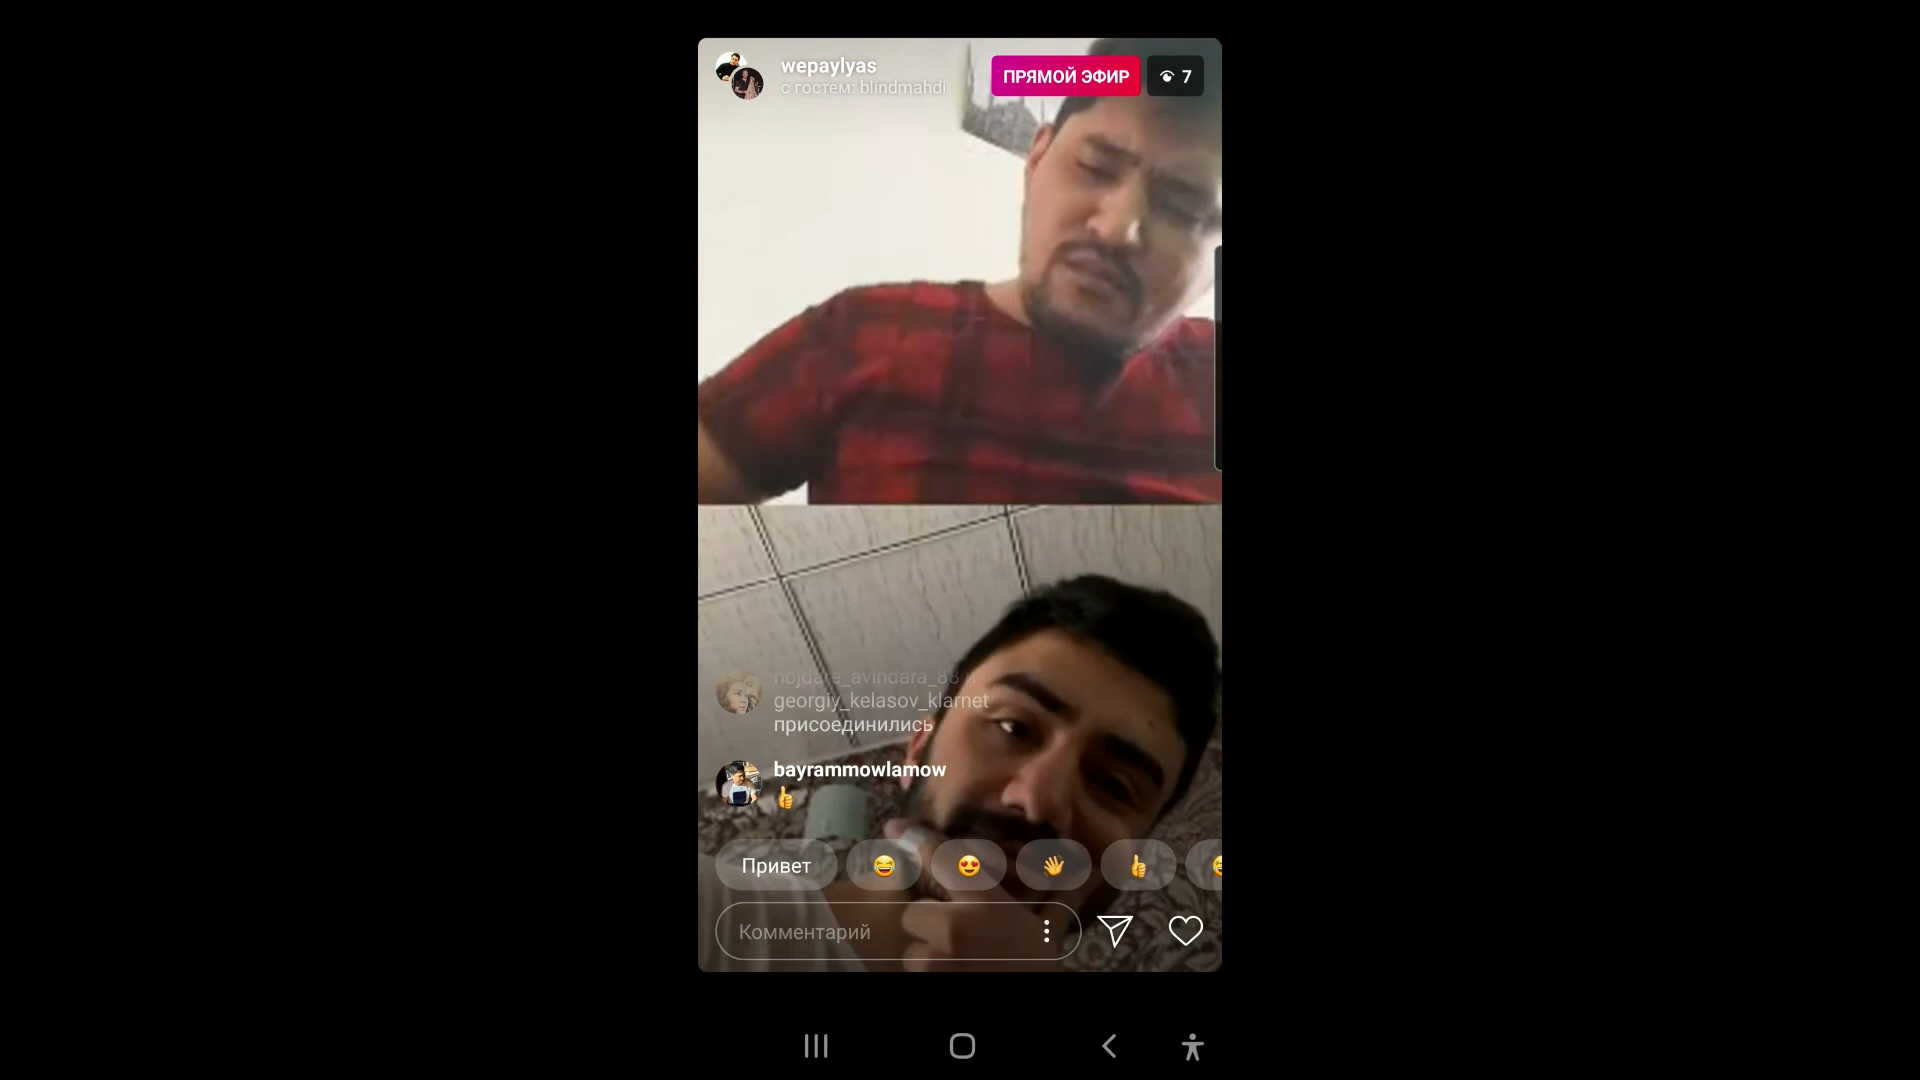 wepaylyas
с гостем: blindmahdi
ПРЯМОЙ ЭФИР
7
georgiy_kelasov_klarnet
присоединились
bayrammowlamow
👍
Привет
Комментарий